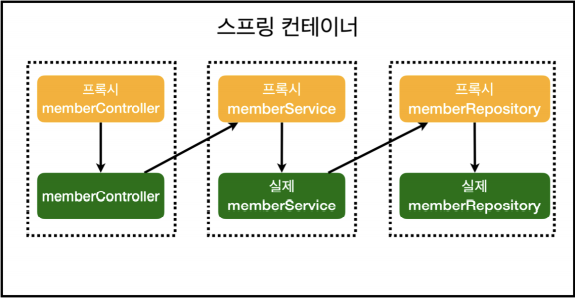 스프링 컨테이너
프록시
memberController
프록시
memberService
프록시
memberRepository
memberController
실제
memberService
실제
memberRepository